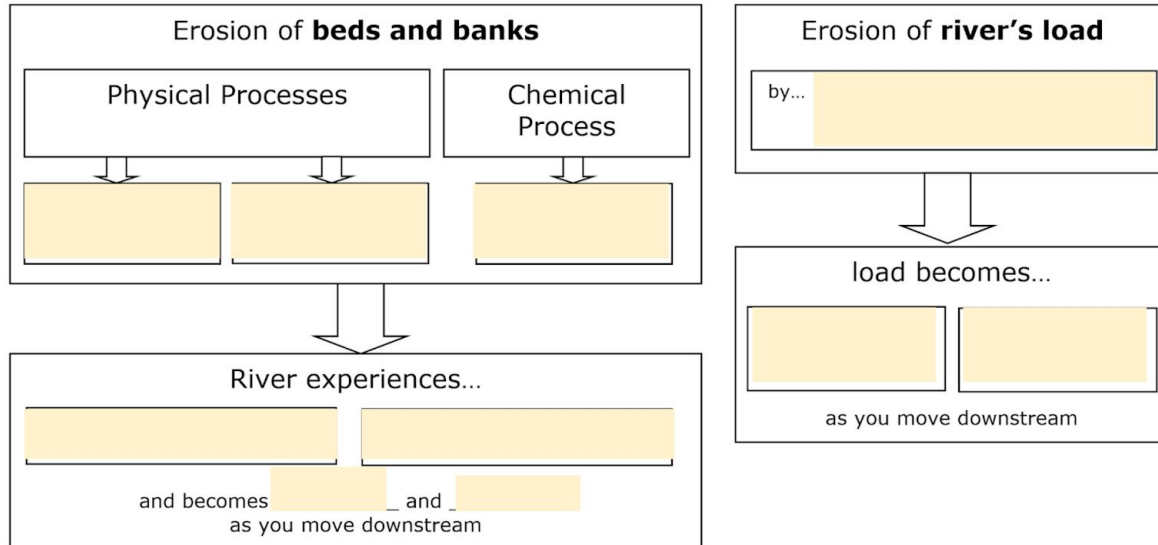 Erosion of beds and banks
Physical Processes
Chemical
Process
River experiences...
and becomes _ and _
as you move downstream
Erosion of river's load
by...
load becomes...
as you move downstream